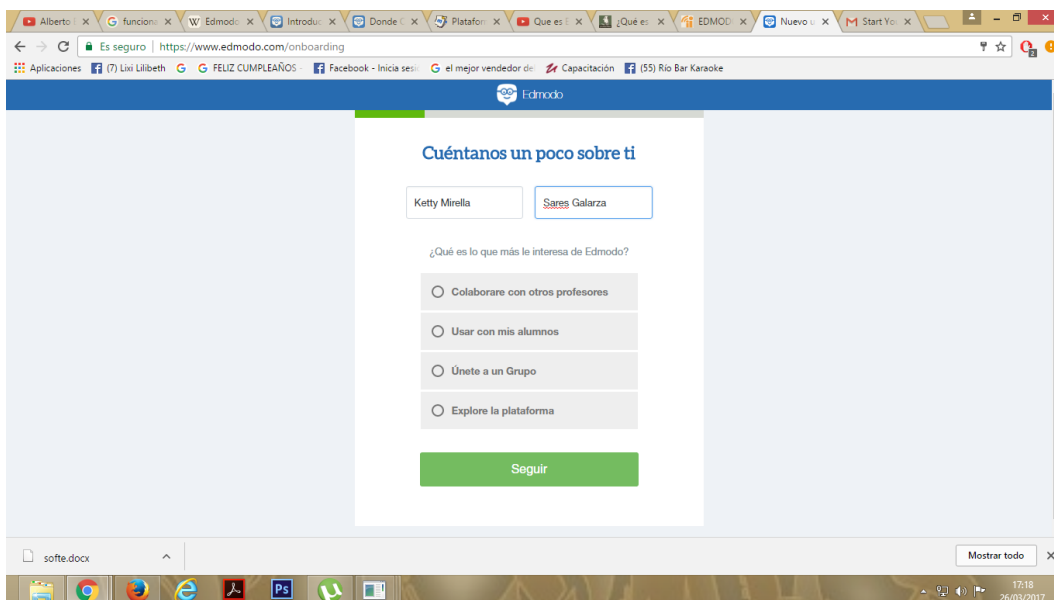 Alberto
funciona
Edmodo
Introduc
Donde
Platafor
Que es
¿Qué es
EDMOD
Nuevo u
Start You
Es seguro | https://www.edmodo.com/onboarding
Aplicaciones (7) Lixi Lilibeth FELIZ CUMPLEAÑOS - Facebook - Inicia sesi el mejor vendedor de Capacitación (55) Rio Bar Karaoke
Edmodo
Cuéntanos un poco sobre ti
Ketty Mirella Sares Galarza
¿Qué es lo que más le interesa de Edmodo?
Colaborare con otros profesores
Usar con mis alumnos
Únete a un Grupo
Explore la plataforma
Seguir
softe.docx
Mostrar todo
Ps
17:18
26/03/2017